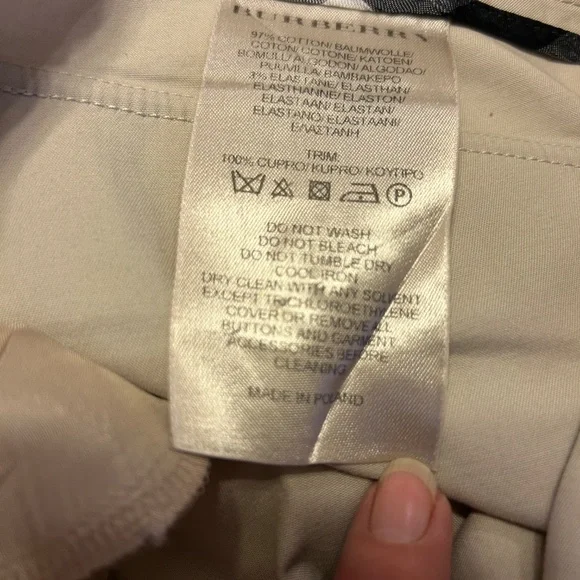 BURBERRY
97% COTTON/BAUMWOLLE/
COTON/COTONE/KATOEN/
BOMULL/ALGODON/ALGODAO/
PUUVILLA/ΒΑΜΒΑΚΕΡΟ
3% ELASTANE/ELASTHAN/
ELASTHANNE/ELASTON/
ELASTAAN/ELASTAN/
ELASTANO/ELASTAANI/
ΕΛΑΣΤΑΝΗ
TRIM:
100% CUPRO/KUPRO/ΚΟΥΠΡΟ
P
DO NOT WASH
DO NOT BLEACH
DO NOT TUMBLE DRY
COOL IRON
DRY CLEAN WITH ANY SOLVENT
EXCEPT TRICHLOROETHYLENE
COVER OR REMOVE ALL
BUTTONS AND GARMENT
ACCESSORIES BEFORE
CLEANING
MADE IN POLAND